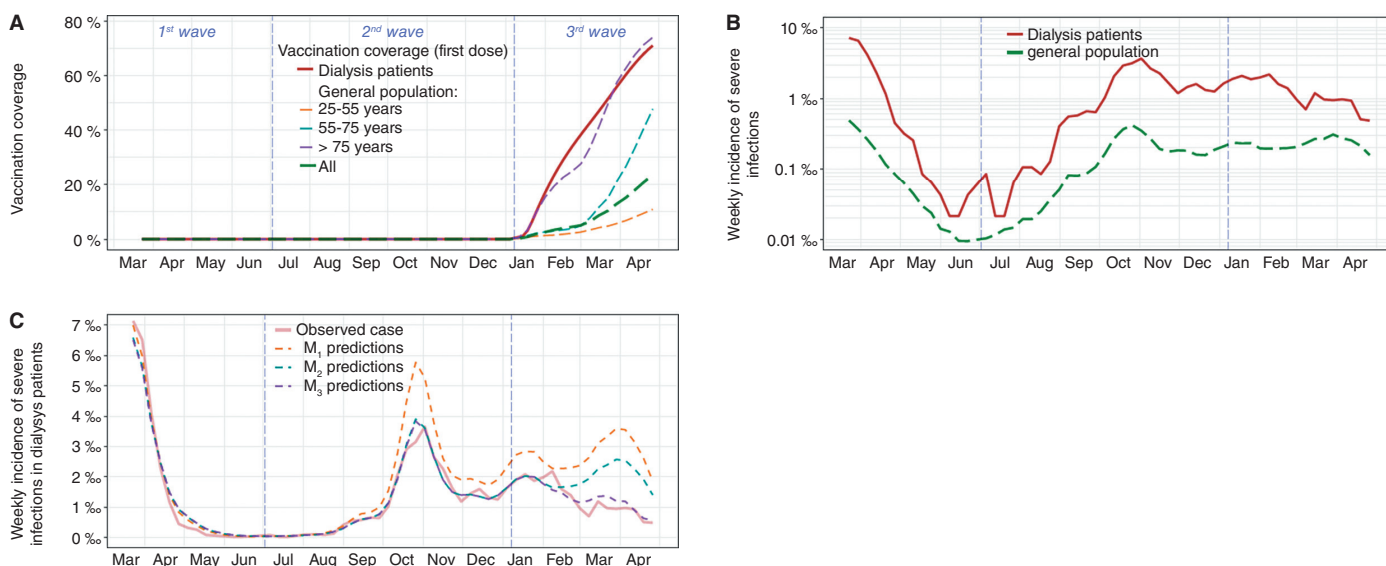 A
Vaccination coverage
80 %
60 %
40 %
20 %
0 %
1st wave
2nd wave
3rd wave
Vaccination coverage (first dose)
Dialysis patients
General population:
25-55 years
55-75 years
> 75 years
All
Mar Apr May Jun Jul Aug Sep Oct Nov Dec Jan Feb Mar Apr
B
Weekly incidence of severe
infections
10 ‰
1 ‰
0.1 ‰
0.01 ‰
Dialysis patients
general population
Mar Apr May Jun Jul Aug Sep Oct Nov Dec Jan Feb Mar Apr
C
Weekly incidence of severe
infections in dialysys patients
7 ‰
6 ‰
5 ‰
4 ‰
3 ‰
2 ‰
1 ‰
0 ‰
Observed case
M1 predictions
M2 predictions
M3 predictions
Mar Apr May Jun Jul Aug Sep Oct Nov Dec Jan Feb Mar Apr